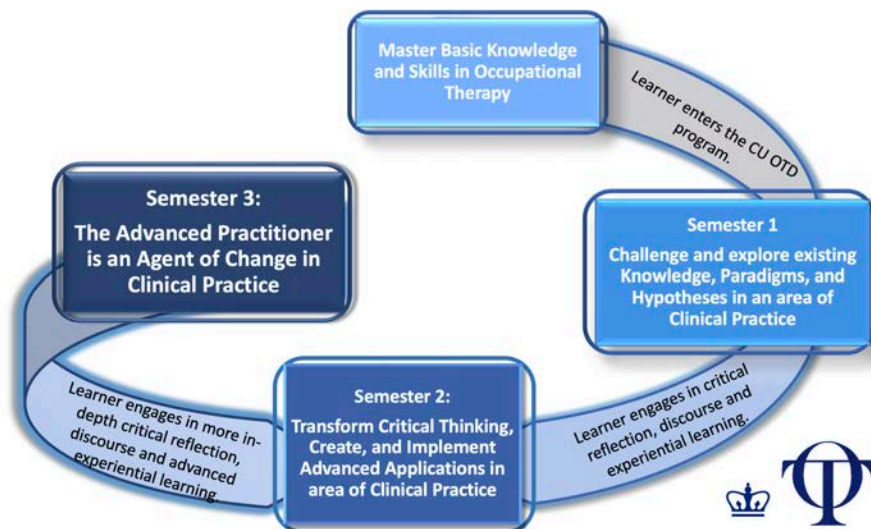 Master Basic Knowledge
and Skills in Occupational
Therapy
Learner enters the CU OTD
program.
Semester 1
Challenge and explore existing
Knowledge, Paradigms, and
Hypotheses in an area of
Clinical Practice
Learner engages in critical
reflection, discourse and
experiential learning.
Semester 2:
Transform Critical Thinking,
Create, and Implement
Advanced Applications in
area of Clinical Practice
Learner engages in more in-
depth critical reflection,
discourse and advanced
experiential learning.
Semester 3:
The Advanced Practitioner
is an Agent of Change in
Clinical Practice
OT